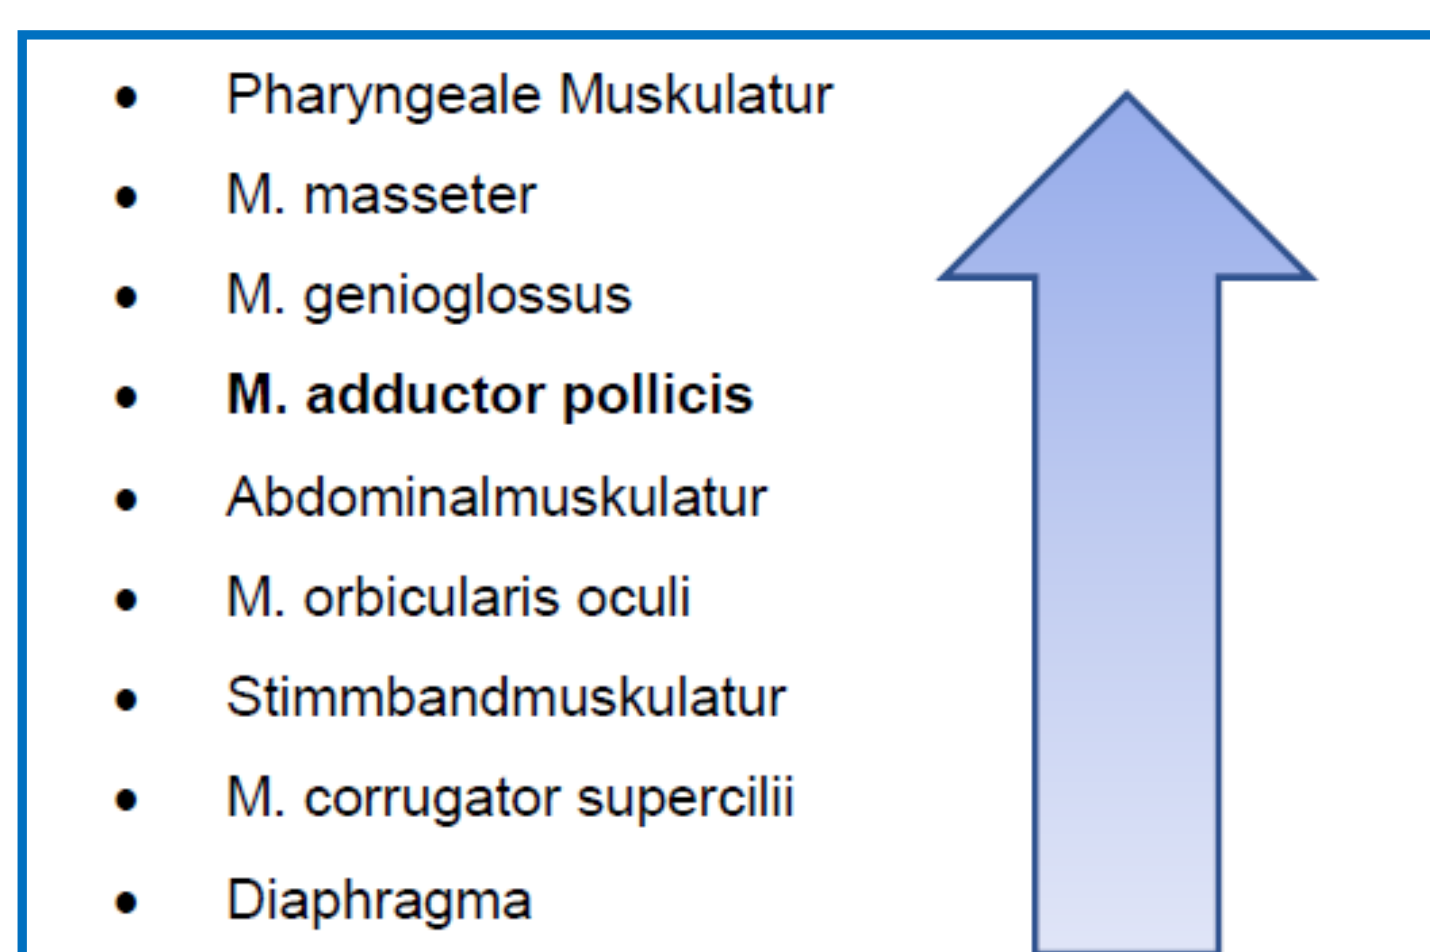 • Pharyngeale Muskulatur
• M. masseter
• M. genioglossus
• M. adductor pollicis
• Abdominalmuskulatur
• M. orbicularis oculi
• Stimmbandmuskulatur
• M. corrugator supercilii
• Diaphragma